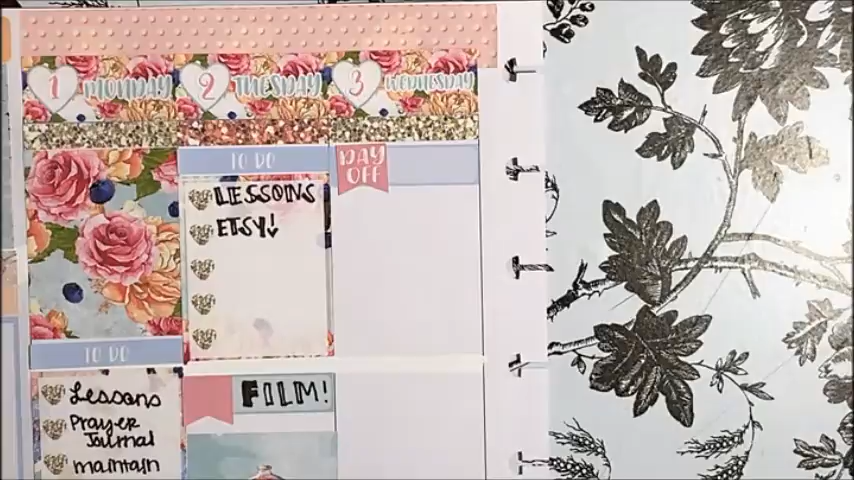 1 MONDAY 2 TUESDAY 3 WEDNESDAY
TO DO
LESSONS
ETSY!
DAY
OFF
TO DO
Lessons
Prayer
Journal
maintain
FILM!